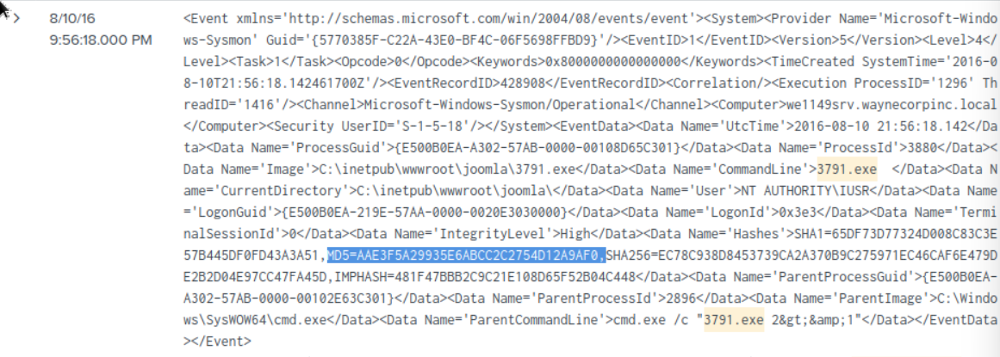 8/10/16
9:56:18.000 PM
<Event xmlns='http://schemas.microsoft.com/win/2004/08/events/event'><System><Provider Name='Microsoft-Windo
ws-Sysmon' Guid='{5770385F-C22A-43E0-BF4C-06F5698FFBD9}'/><EventID>1</EventID><Version>5</Version><Level>4</
Level><Task>1</Task><Opcode>0</Opcode><Keywords>0x8000000000000000</Keywords><TimeCreated SystemTime='2016-0
8-10T21:56:18.142461700Z'/><EventRecordID>428908</EventRecordID><Correlation/><Execution ProcessID='1296' Th
readID='1416'/><Channel>Microsoft-Windows-Sysmon/Operational</Channel><Computer>we1149srv.waynecorpinc.local
</Computer><Security UserID='S-1-5-18'/></System><EventData><Data Name='UtcTime'>2016-08-10 21:56:18.142</Da
ta><Data Name='ProcessGuid'>{E500B0EA-A302-57AB-0000-00108D65C301}</Data><Data Name='ProcessId'>3880</Data><
Data Name='Image'>C:\inetpub\wwwroot\joomla\3791.exe</Data><Data Name='CommandLine'>3791.exe  </Data><Data N
ame='CurrentDirectory'>C:\inetpub\wwwroot\joomla\</Data><Data Name='User'>NT AUTHORITY\IUSR</Data><Data Name
='LogonGuid'>{E500B0EA-219E-57AA-0000-0020E3030000}</Data><Data Name='LogonId'>0x3e3</Data><Data Name='Termi
nalSessionId'>0</Data><Data Name='IntegrityLevel'>High</Data><Data Name='Hashes'>SHA1=65DF73D77324D008C83C3E
57B445DF0FD43A3A51,MD5=AAE3F5A29935E6ABCC2C2754D12A9AF0,SHA256=EC78C938D8453739CA2A370B9C275971EC46CAF6E479D
E2B2D04E97CC47FA45D,IMPHASH=481F47BBB2C9C21E108D65F52B04C448</Data><Data Name='ParentProcessGuid'>{E500B0EA-
A302-57AB-0000-00102E63C301}</Data><Data Name='ParentProcessId'>2896</Data><Data Name='ParentImage'>C:\Windo
ws\SysWOW64\cmd.exe</Data><Data Name='ParentCommandLine'>cmd.exe /c "3791.exe 2&gt;&amp;1"</Data></EventData
></Event>